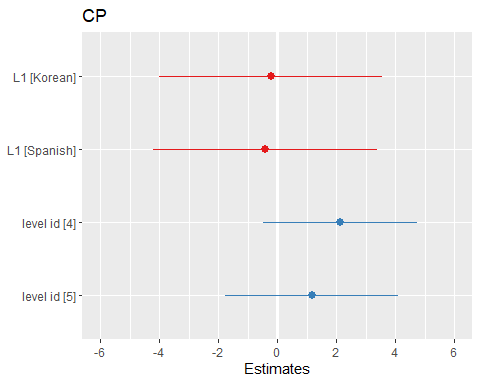 CP
L1 [Korean]
L1 [Spanish]
level id [4]
level id [5]
-6 -4 -2 0 2 4 6
Estimates